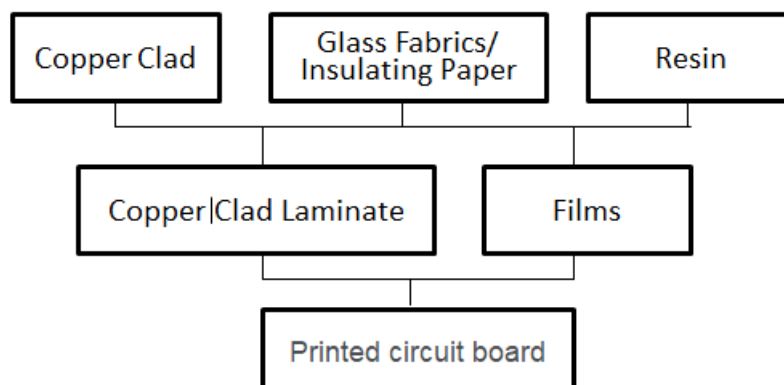 Copper Clad
Glass Fabrics/
Insulating Paper
Resin
Copper Clad Laminate
Films
Printed circuit board